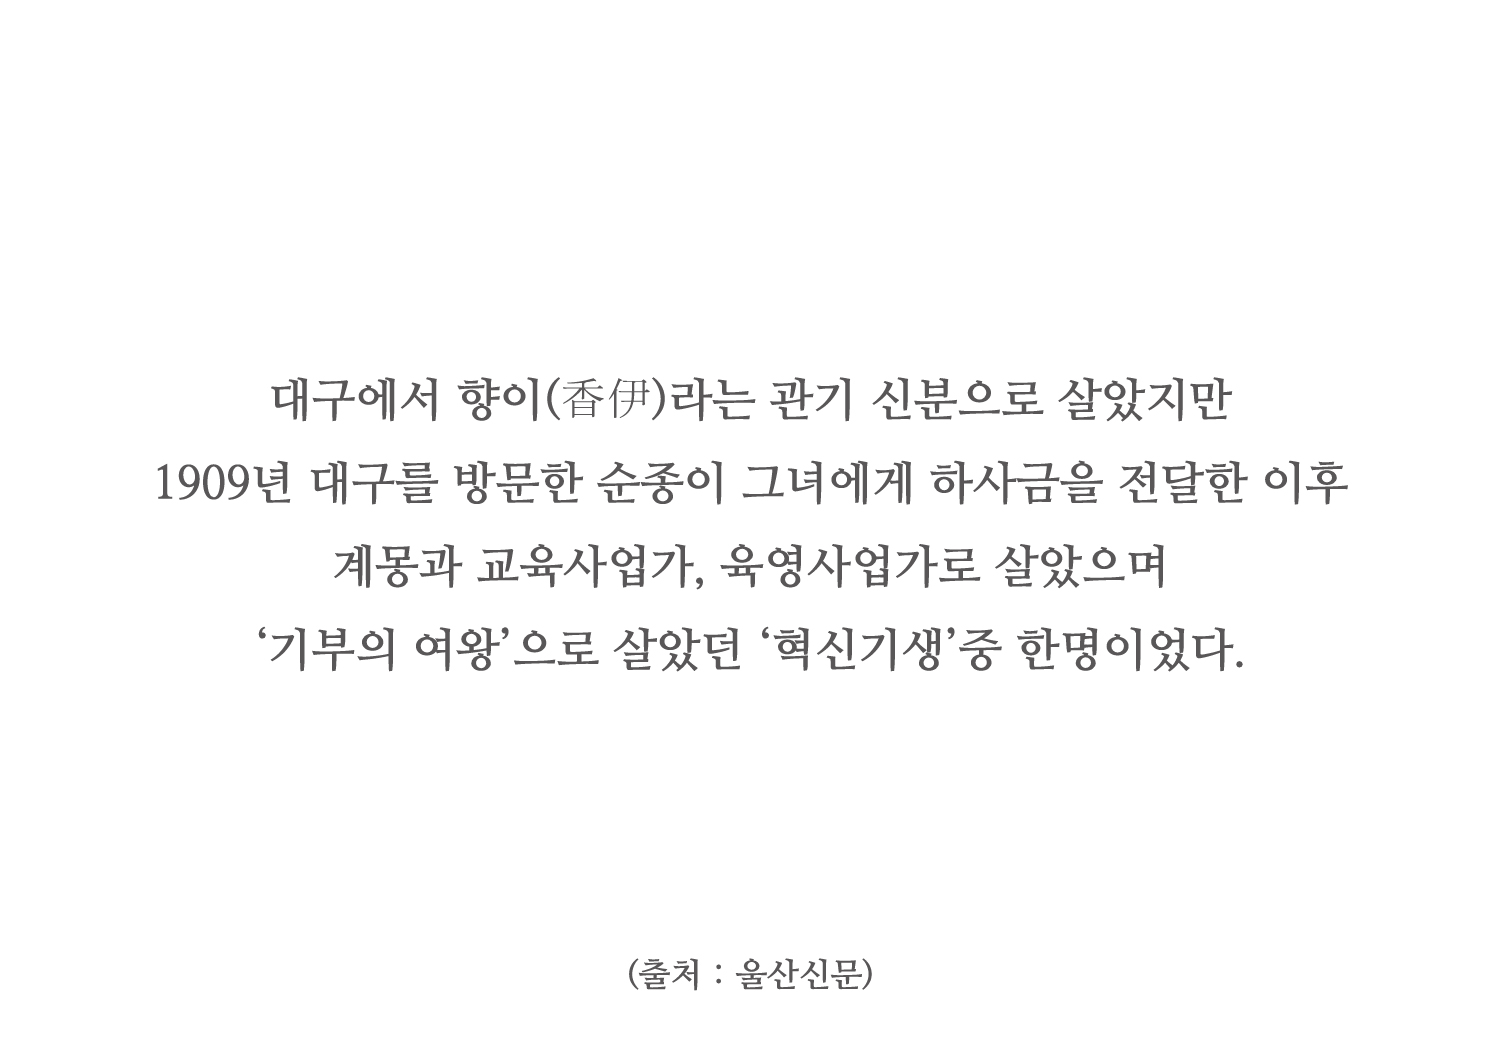 대구에서 향이(香伊)라는 관기 신분으로 살았지만
1909년 대구를 방문한 순종이 그녀에게 하사금을 전달한 이후
계몽과 교육사업가, 육영사업가로 살았으며
‘기부의 여왕’으로 살았던 ‘혁신기생’중 한명이었다.
(출처 : 울산신문)